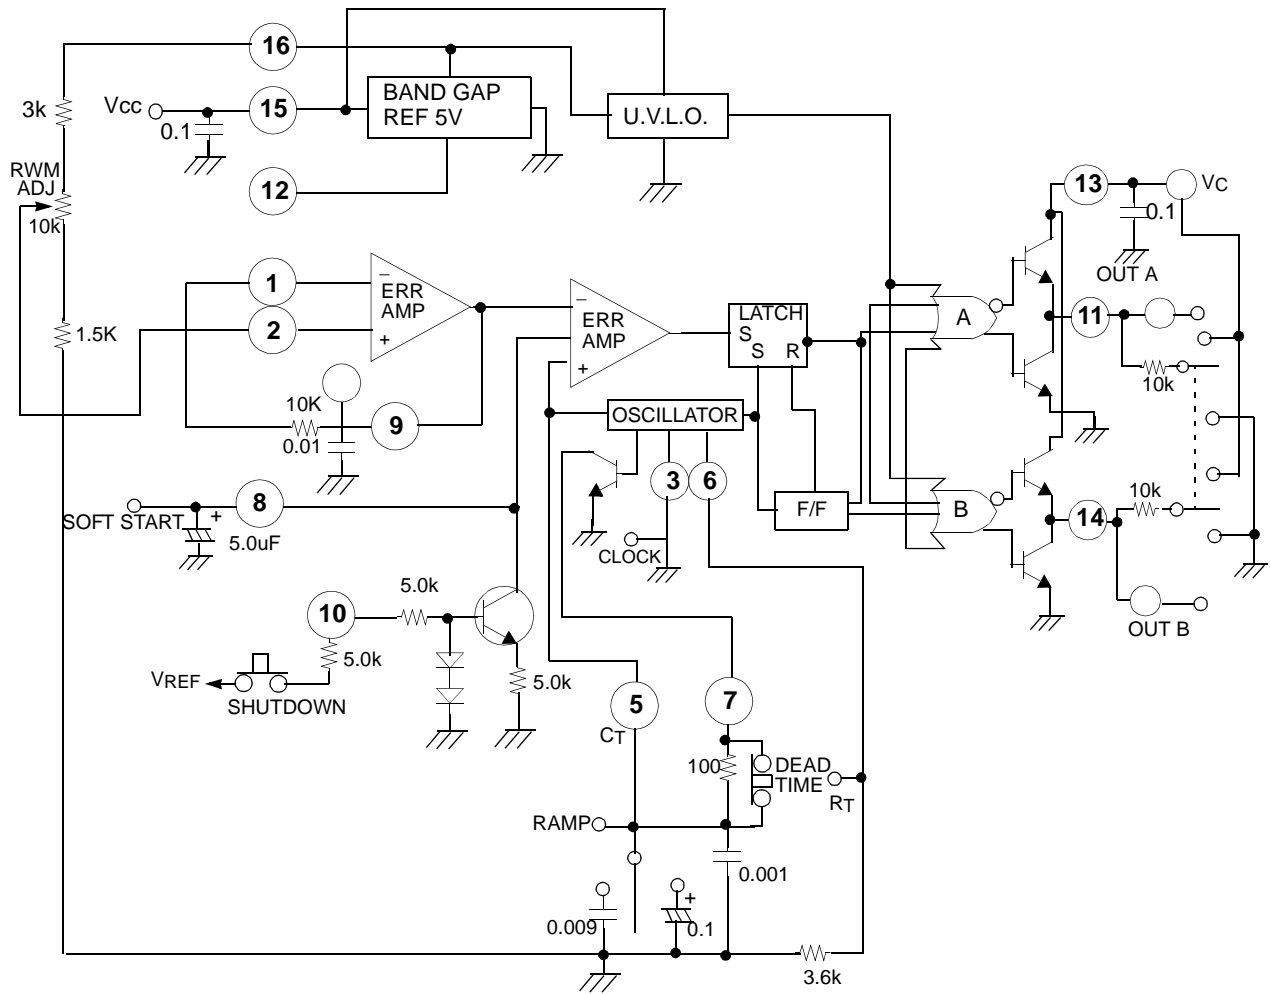 16
3k
Vcc
15
0.1
BAND GAP
REF 5V
U.V.L.O.
12
RWM
ADJ
10k
13
Vc
0.1
OUT A
1
ERR
AMP
−
+
2
1.5K
ERR
AMP
−
+
LATCH
S
S R
A
11
10k
10K
0.01
9
OSCILLATOR
3
6
F/F
B
10k
14
SOFT START
+
8
5.0uF
CLOCK
OUT B
10
5.0k
5.0k
VREF
SHUTDOWN
5.0k
5
CT
7
100
DEAD
TIME
RT
RAMP
0.001
0.009
+
0.1
3.6k